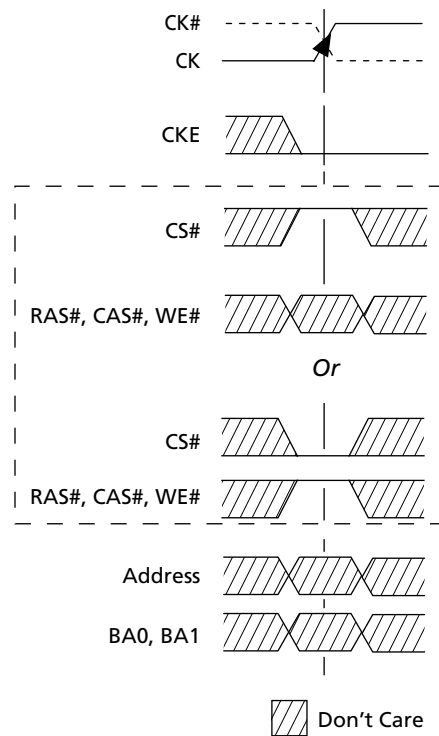 CK#
CK
CKE
CS#
RAS#, CAS#, WE#
Or
CS#
RAS#, CAS#, WE#
Address
BA0, BA1
Don't Care